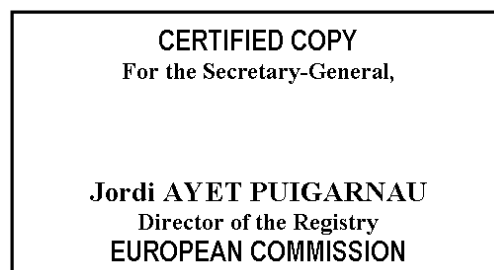 CERTIFIED COPY
For the Secretary-General,
Jordi AYET PUIGARNAU
Director of the Registry
EUROPEAN COMMISSION